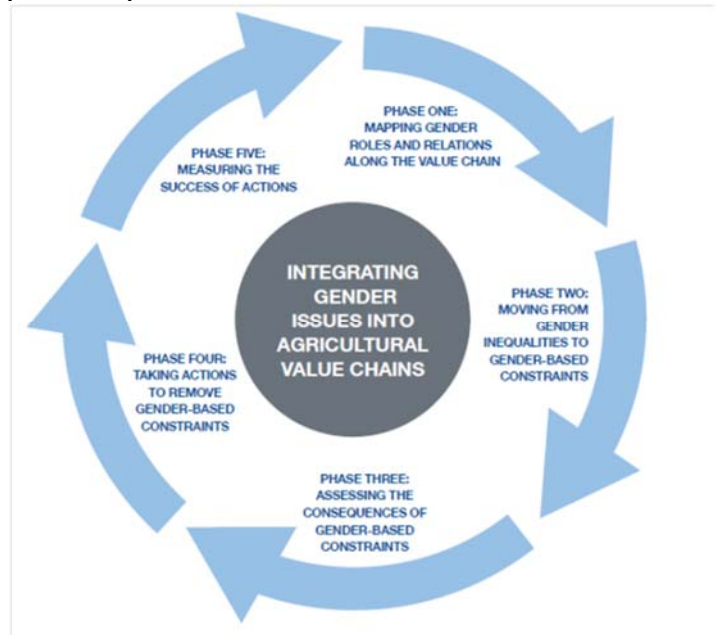 PHASE ONE:
MAPPING GENDER
ROLES AND RELATIONS
ALONG THE VALUE CHAIN
PHASE TWO:
MOVING FROM
GENDER
INEQUALITIES TO
GENDER-BASED
CONSTRAINTS
PHASE THREE:
ASSESSING THE
CONSEQUENCES OF
GENDER-BASED
CONSTRAINTS
PHASE FOUR:
TAKING ACTIONS
TO REMOVE
GENDER-BASED
CONSTRAINTS
PHASE FIVE:
MEASURING THE
SUCCESS OF ACTIONS
INTEGRATING
GENDER
ISSUES INTO
AGRICULTURAL
VALUE CHAINS